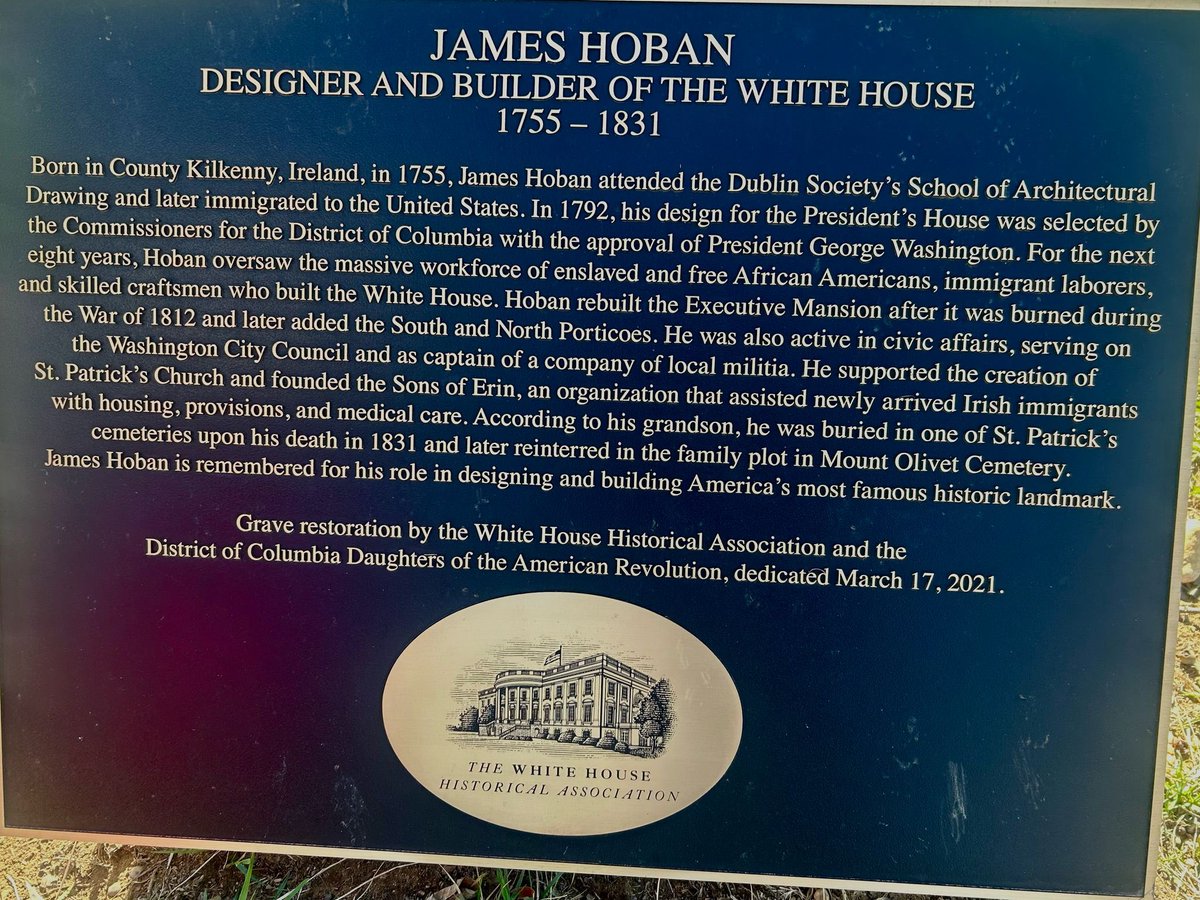 JAMES HOBAN
DESIGNER AND BUILDER OF THE WHITE HOUSE
1755 – 1831
Born in County Kilkenny, Ireland, in 1755, James Hoban attended the Dublin Society's School of Architectural
Drawing and later immigrated to the United States. In 1792, his design for the President's House was selected by
the Commissioners for the District of Columbia with the approval of President George Washington. For the next
eight years, Hoban oversaw the massive workforce of enslaved and free African Americans, immigrant laborers,
and skilled craftsmen who built the White House. Hoban rebuilt the Executive Mansion after it was burned during
the War of 1812 and later added the South and North Porticoes. He was also active in civic affairs, serving on
the Washington City Council and as captain of a company of local militia. He supported the creation of
St. Patrick's Church and founded the Sons of Erin, an organization that assisted newly arrived Irish immigrants
with housing, provisions, and medical care. According to his grandson, he was buried in one of St. Patrick's
cemeteries upon his death in 1831 and later reinterred in the family plot in Mount Olivet Cemetery.
James Hoban is remembered for his role in designing and building America's most famous historic landmark.
Grave restoration by the White House Historical Association and the
District of Columbia Daughters of the American Revolution, dedicated March 17, 2021.
THE WHITE HOUSE
HISTORICAL ASSOCIATION